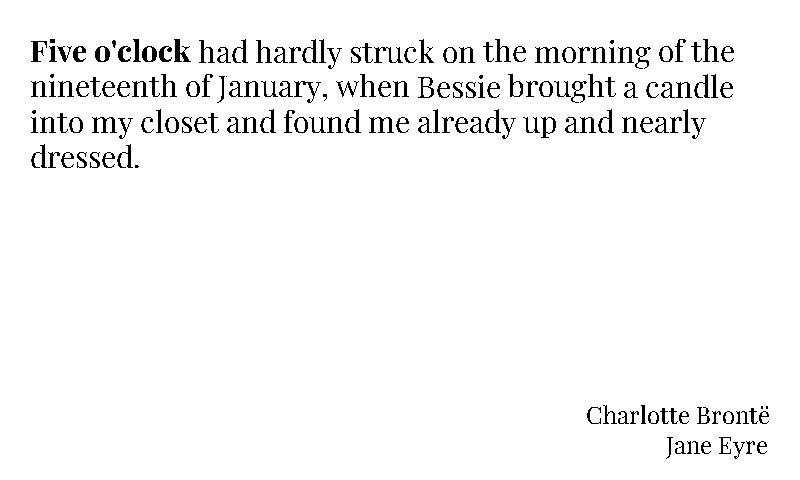 Five o'clock had hardly struck on the morning of the
nineteenth of January, when Bessie brought a candle
into my closet and found me already up and nearly
dressed.
Charlotte Brontë
Jane Eyre